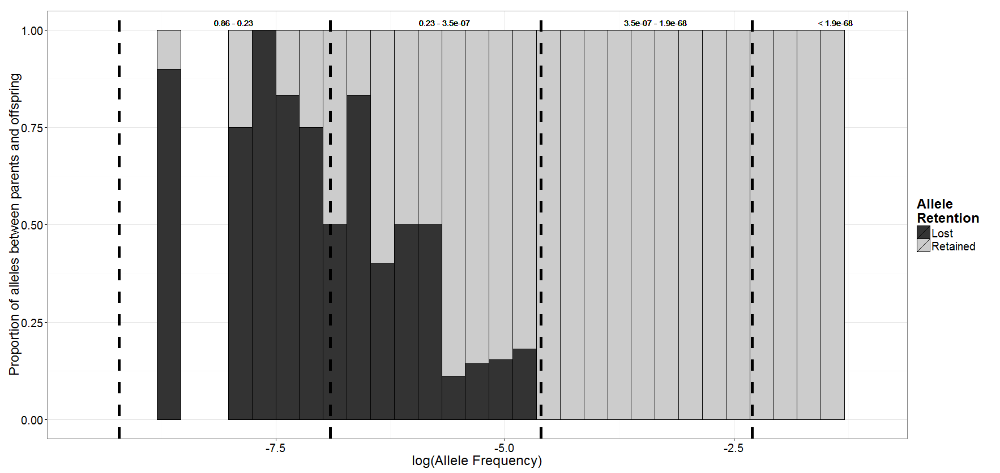 0.86 - 0.23
0.23 - 3.5e-07
3.5e-07 - 1.9e-68
< 1.9e-68
Proportion of alleles between parents and offspring
1.00
0.75
0.50
0.25
0.00
-7.5
-5.0
-2.5
log(Allele Frequency)
Allele
Retention
Lost
Retained